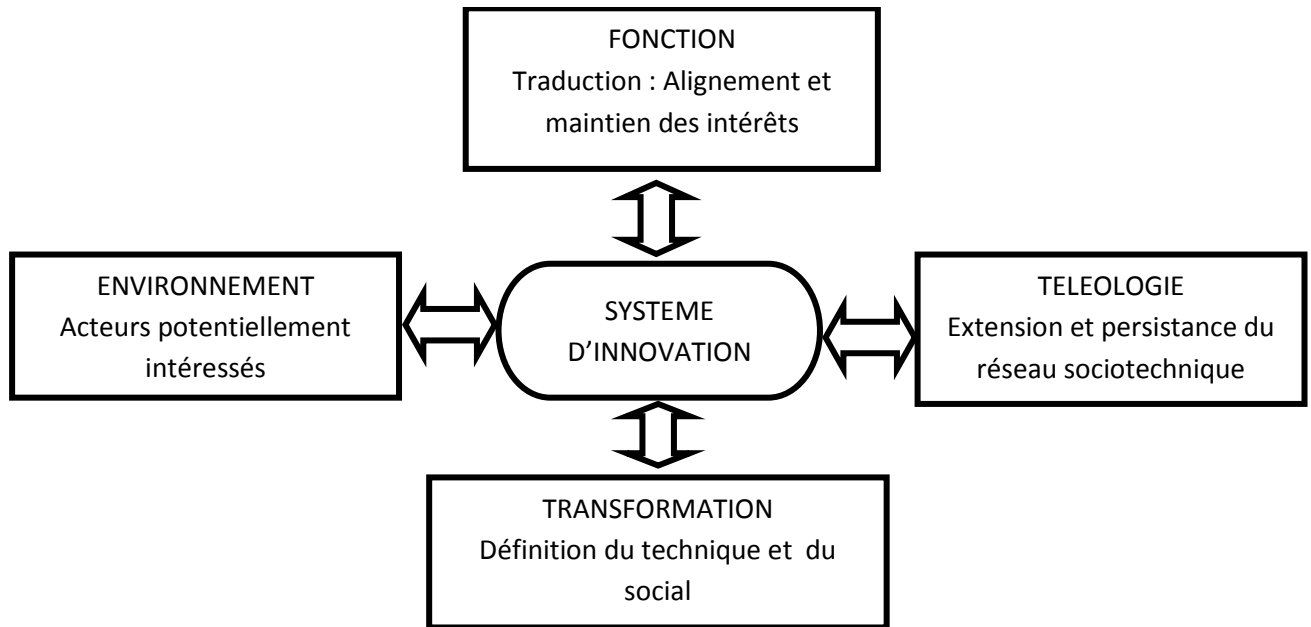 FONCTION
Traduction : Alignement et
maintien des intérêts
ENVIRONNEMENT
Acteurs potentiellement
intéressés
SYSTEME
D’INNOVATION
TELEOLOGIE
Extension et persistance du
réseau sociotechnique
TRANSFORMATION
Définition du technique et du
social